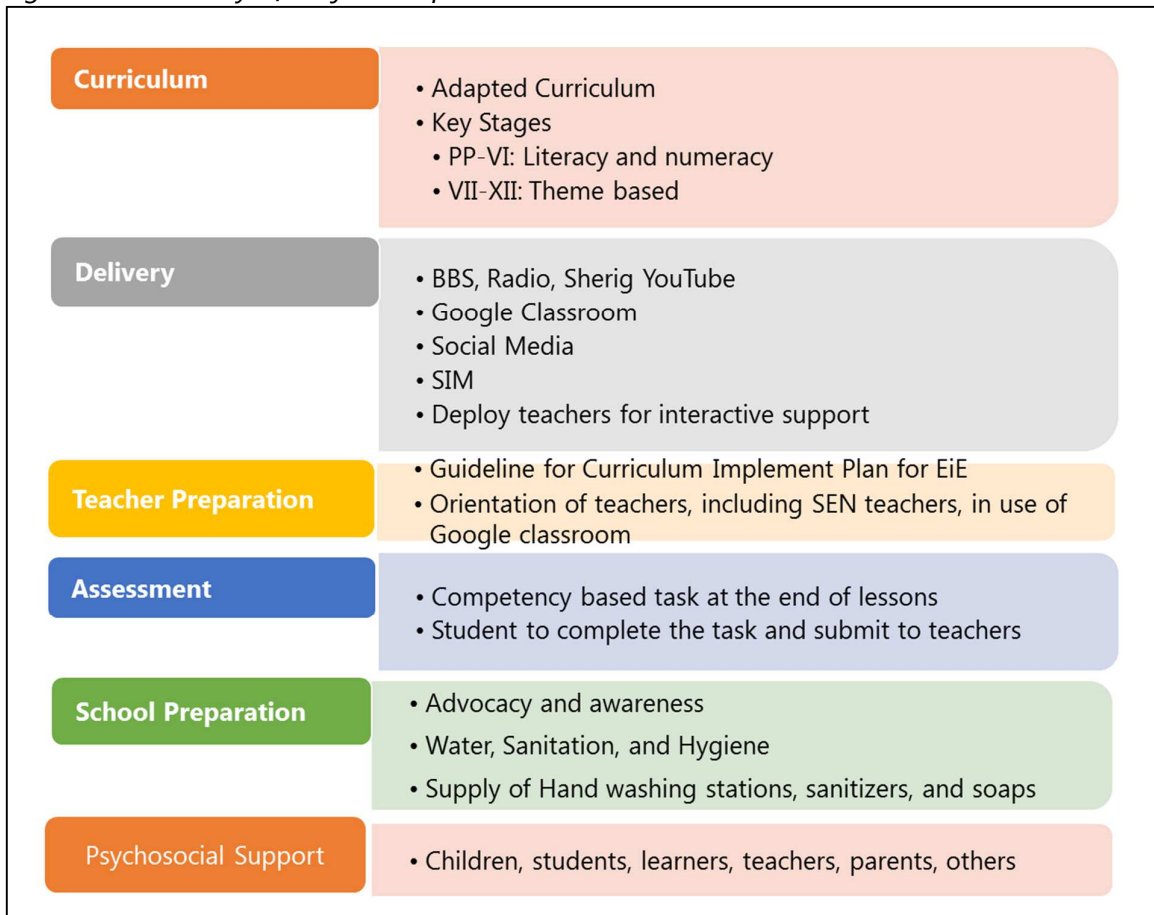 Curriculum
• Adapted Curriculum
• Key Stages
• PP-VI: Literacy and numeracy
• VII-XII: Theme based
Delivery
• BBS, Radio, Sherig YouTube
• Google Classroom
• Social Media
• SIM
• Deploy teachers for interactive support
Teacher Preparation
• Guideline for Curriculum Implement Plan for EiE
• Orientation of teachers, including SEN teachers, in use of
Google classroom
Assessment
• Competency based task at the end of lessons
• Student to complete the task and submit to teachers
School Preparation
• Advocacy and awareness
• Water, Sanitation, and Hygiene
• Supply of Hand washing stations, sanitizers, and soaps
Psychosocial Support
• Children, students, learners, teachers, parents, others